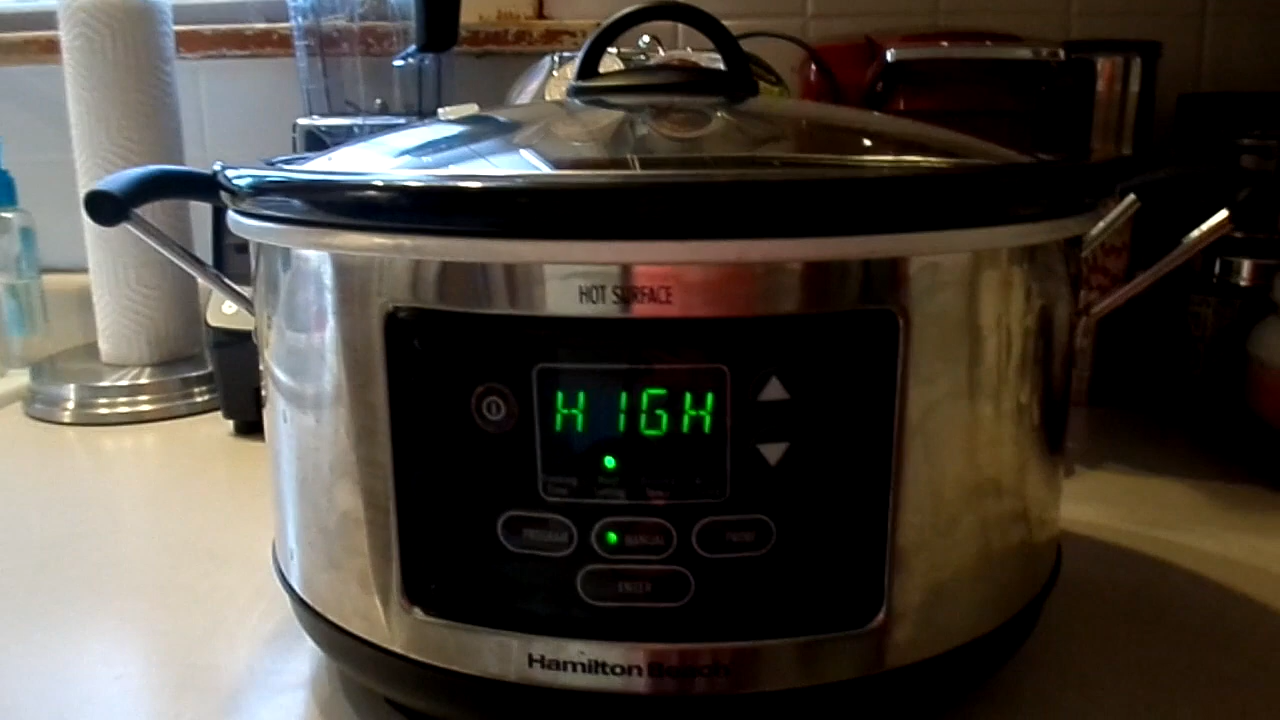 HOT SURFACE
HIGH
PROGRAM MANUAL PROBE
ENTER
Hamilton Beach